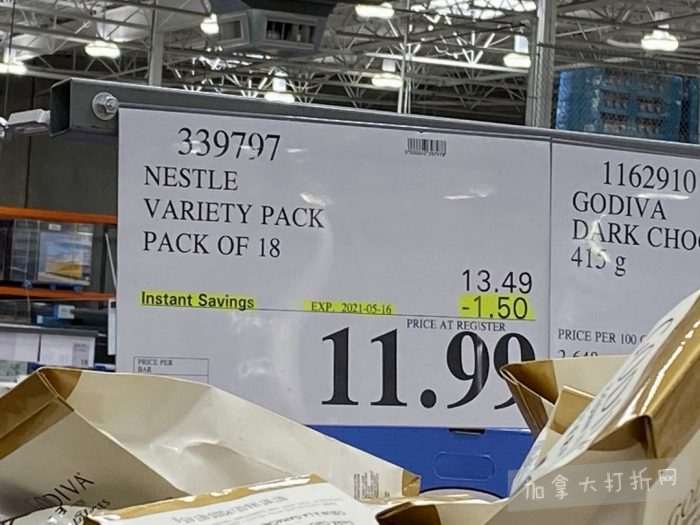 339797
NESTLE
VARIETY PACK
PACK OF 18
13.49
Instant Savings EXP. 2021-05-16 -1.50
PRICE AT REGISTER
11.99
PRICE PER
BAR
1162910
GODIVA
DARK CHO
415 g
PRICE PER 100
GODIVA
加拿大打折网